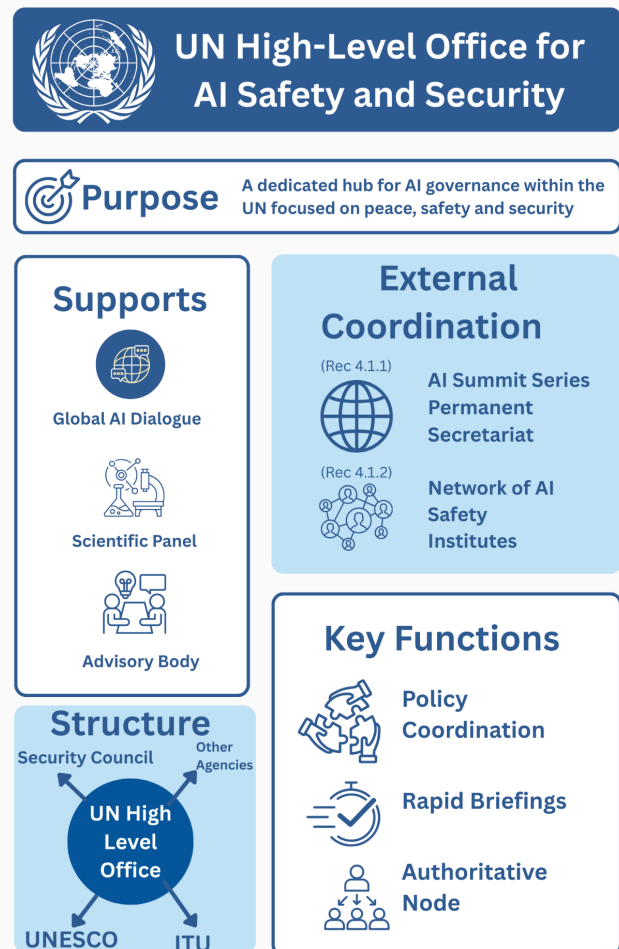 UN High-Level Office for
AI Safety and Security
Purpose
A dedicated hub for AI governance within the
UN focused on peace, safety and security
Supports
Global AI Dialogue
Scientific Panel
Advisory Body
External
Coordination
(Rec 4.1.1)
AI Summit Series
Permanent
Secretariat
(Rec 4.1.2)
Network of AI
Safety
Institutes
Structure
Security Council
Other
Agencies
UN High
Level
Office
UNESCO
ITU
Key Functions
Policy
Coordination
Rapid Briefings
Authoritative
Node